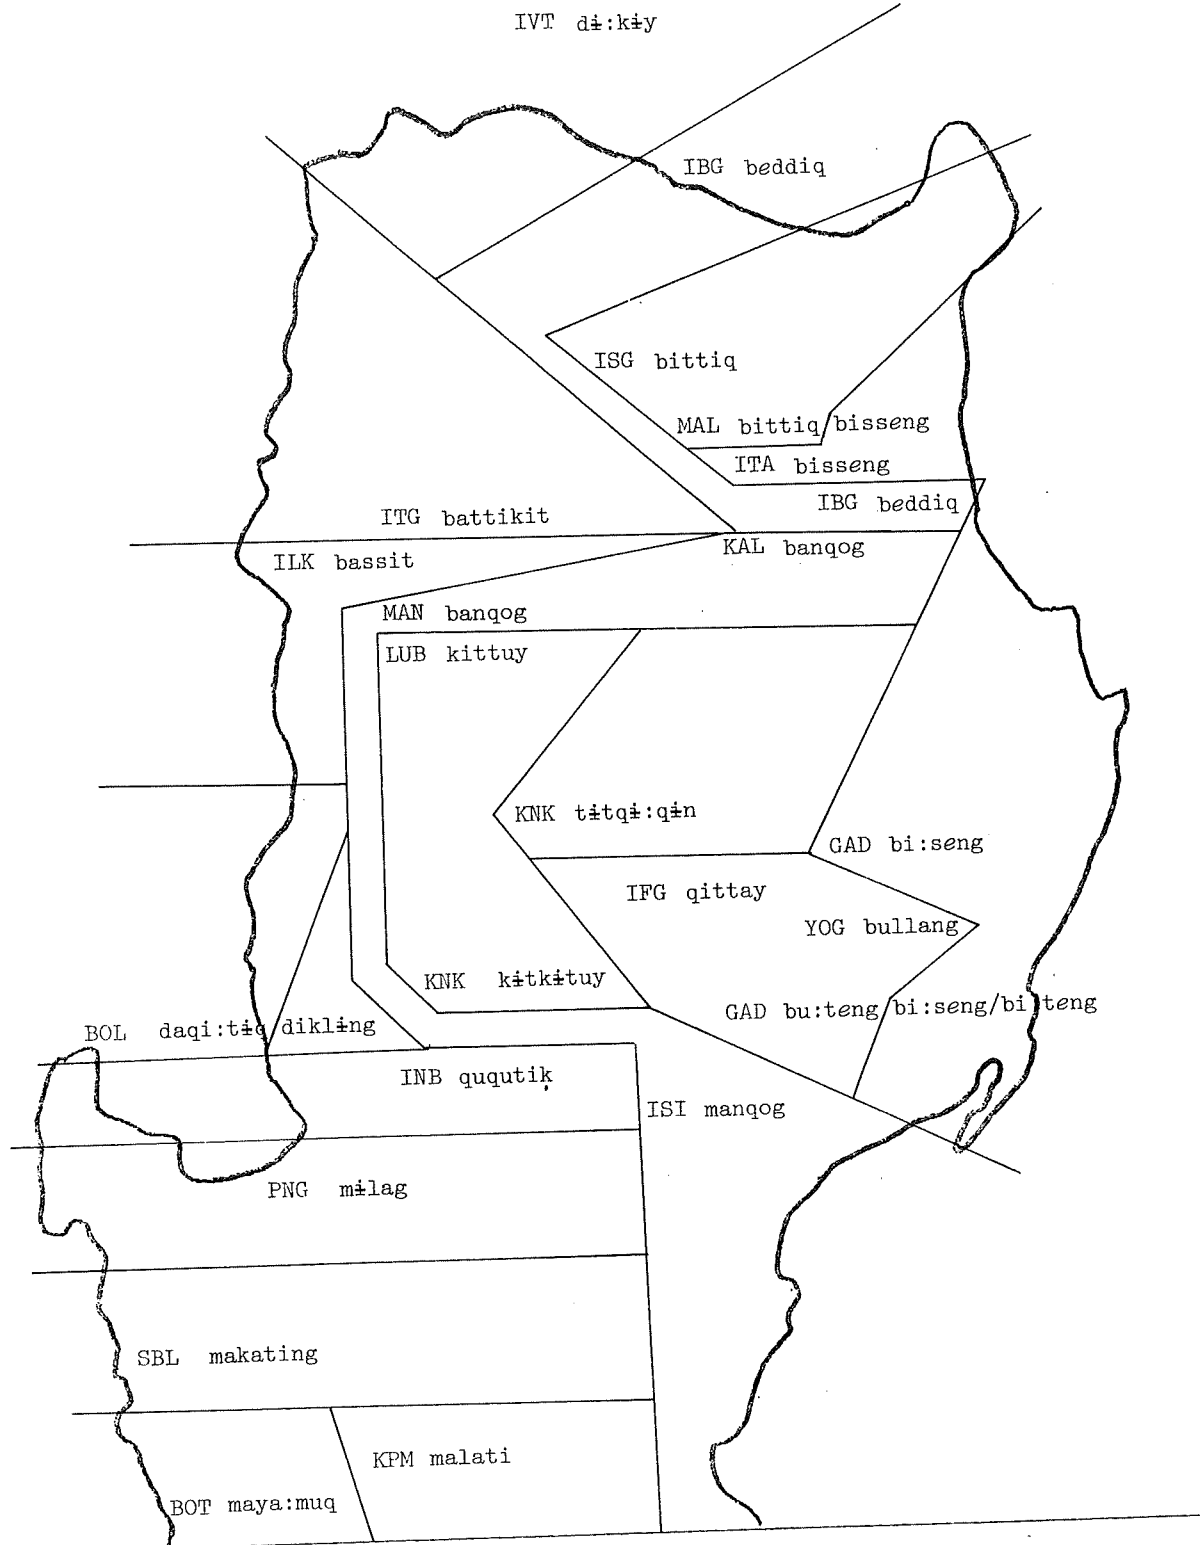 IVT dɨ:kɨy
IBG beddiq
ISG bittiq
MAL bittiq/bisseng
ITA bisseng
IBG beddiq
ITG battikit
KAL banqog
ILK bassit
MAN banqog
LUB kittuy
KNK tɨtqɨ:qɨn
GAD bi:seng
IFG qittay
YOG bullang
KNK kɨtkɨtuy
GAD bu:teng/bi:seng/bi:teng
BOL daqi:tɨq/diklɨng
INB ququtik
ISI manqog
PNG mɨlag
SBL makating
KPM malati
BOT maya:muq